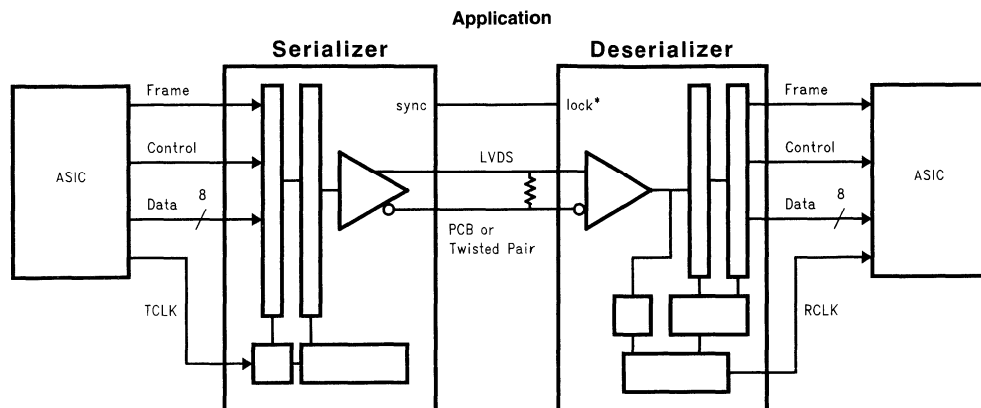 Application
Serializer
Deserializer
Frame
sync
lock*
Frame
Control
LVDS
Control
ASIC
ASIC
Data
8
Data
8
PCB or
Twisted Pair
TCLK
RCLK